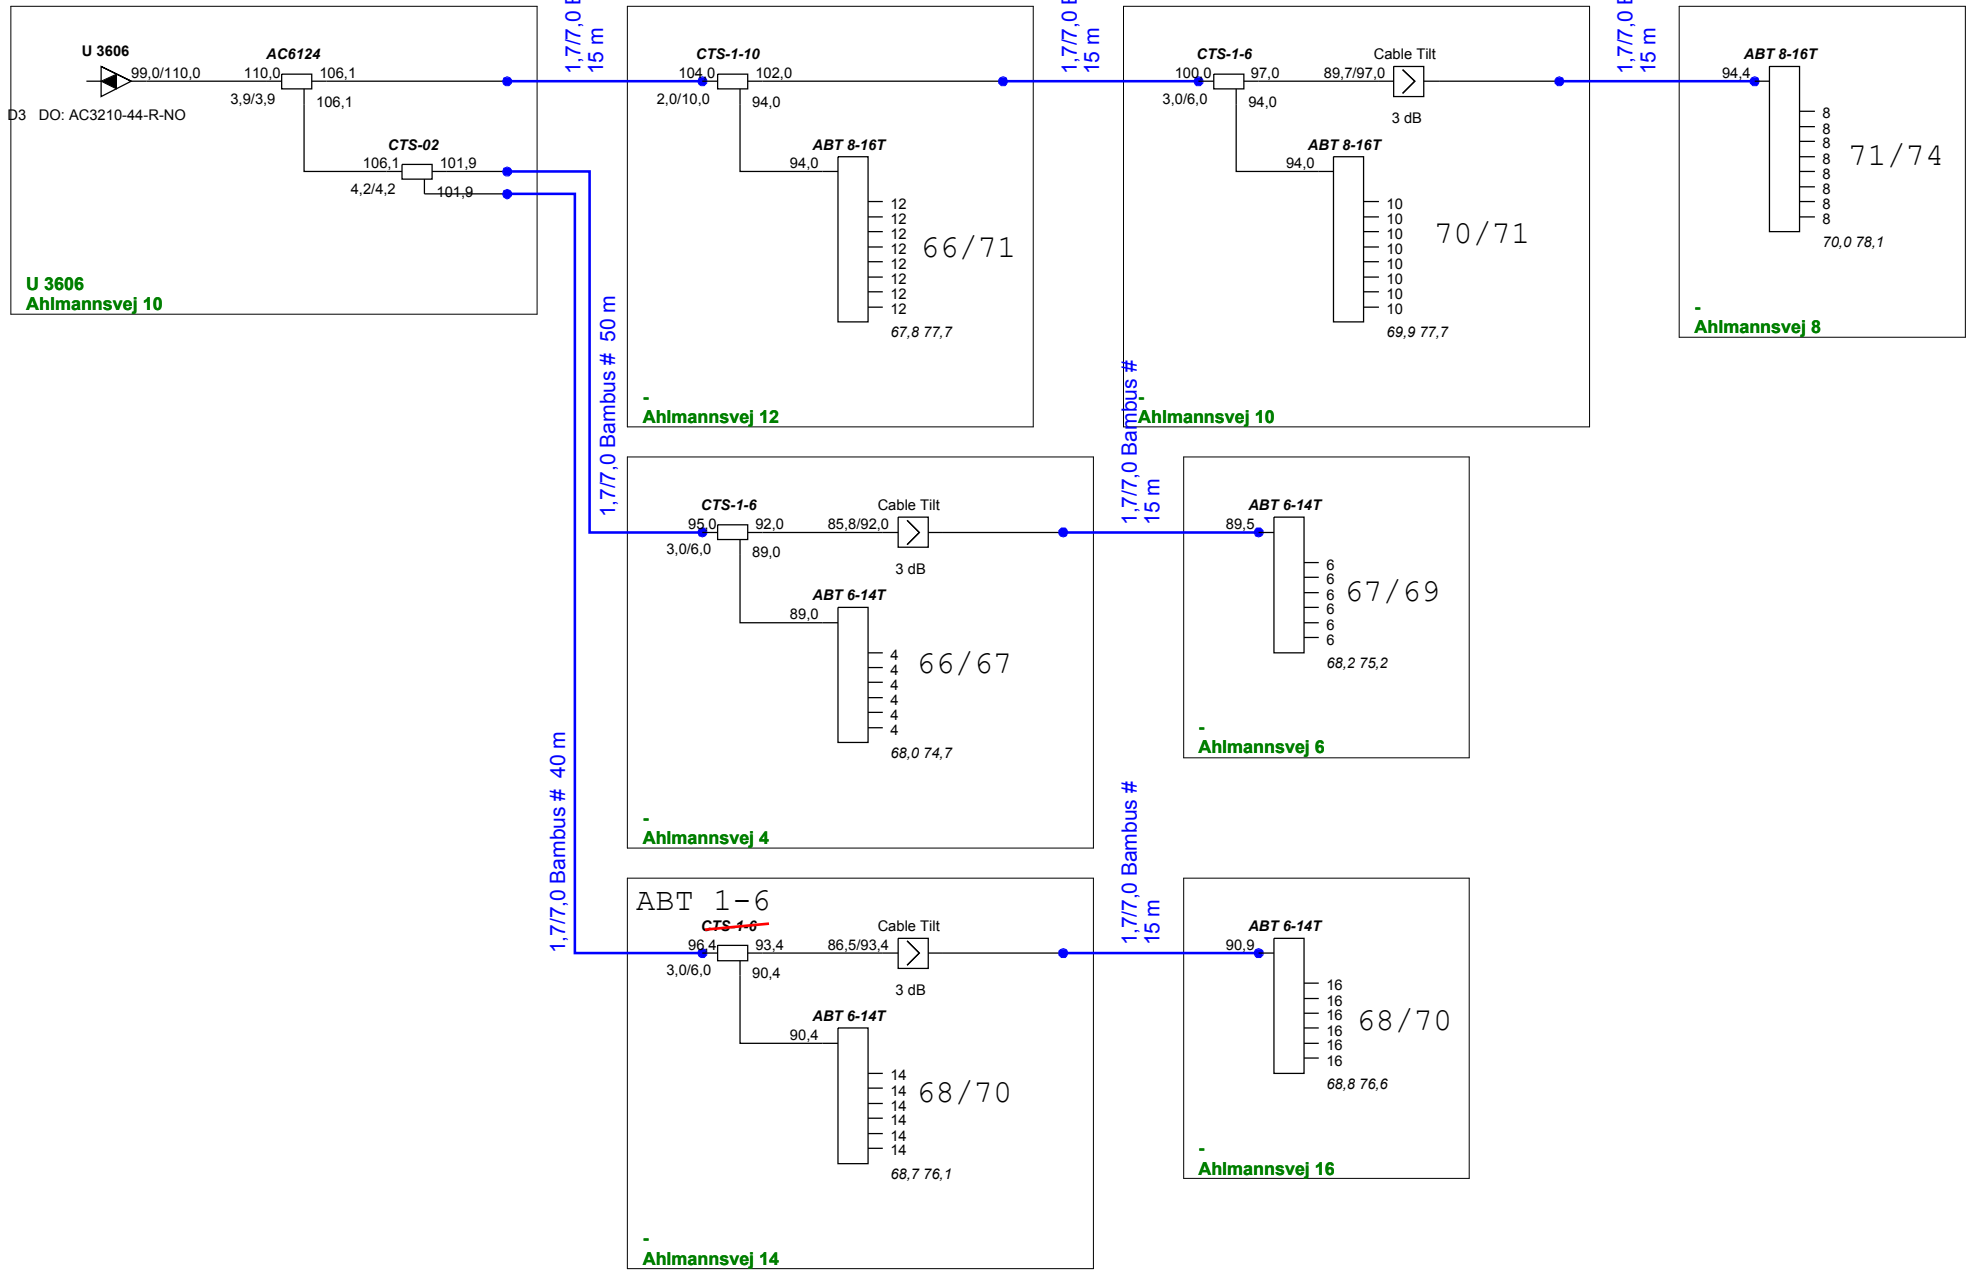 U 3606
99,0/110,0
D3 DO: AC3210-44-R-NO
AC6124
110,0
106,1
3,9/3,9
106,1
CTS-02
106,1
101,9
4,2/4,2
101,9
U 3606
Ahlmannsvej 10
1,7/7,0
15 m
CTS-1-10
104,0
102,0
2,0/10,0
94,0
ABT 8-16T
94,0
12
12
12
12
12
12
12
12
66/71
67,8 77,7
-
Ahlmannsvej 12
1,7/7,0
15 m
CTS-1-6
100,0
97,0
3,0/6,0
94,0
89,7/97,0
Cable Tilt
3 dB
ABT 8-16T
94,0
10
10
10
10
10
10
10
10
70/71
69,9 77,7
-
Ahlmannsvej 10
1,7/7,0
15 m
ABT 8-16T
94,4
8
8
8
8
8
8
8
8
71/74
70,0 78,1
-
Ahlmannsvej 8
1,7/7,0 Bambus # 50 m
CTS-1-6
95,0
92,0
3,0/6,0
89,0
85,8/92,0
Cable Tilt
3 dB
ABT 6-14T
89,0
4
4
4
4
4
4
66/67
68,0 74,7
-
Ahlmannsvej 4
1,7/7,0 Bambus #
15 m
ABT 6-14T
89,5
6
6
6
6
6
6
67/69
68,2 75,2
-
Ahlmannsvej 6
1,7/7,0 Bambus # 40 m
ABT 1-6
CTS-1-6
96,4
93,4
3,0/6,0
90,4
86,5/93,4
Cable Tilt
3 dB
ABT 6-14T
90,4
14
14
14
14
14
14
68/70
68,7 76,1
-
Ahlmannsvej 14
1,7/7,0 Bambus #
15 m
ABT 6-14T
90,9
16
16
16
16
16
16
68/70
68,8 76,6
-
Ahlmannsvej 16